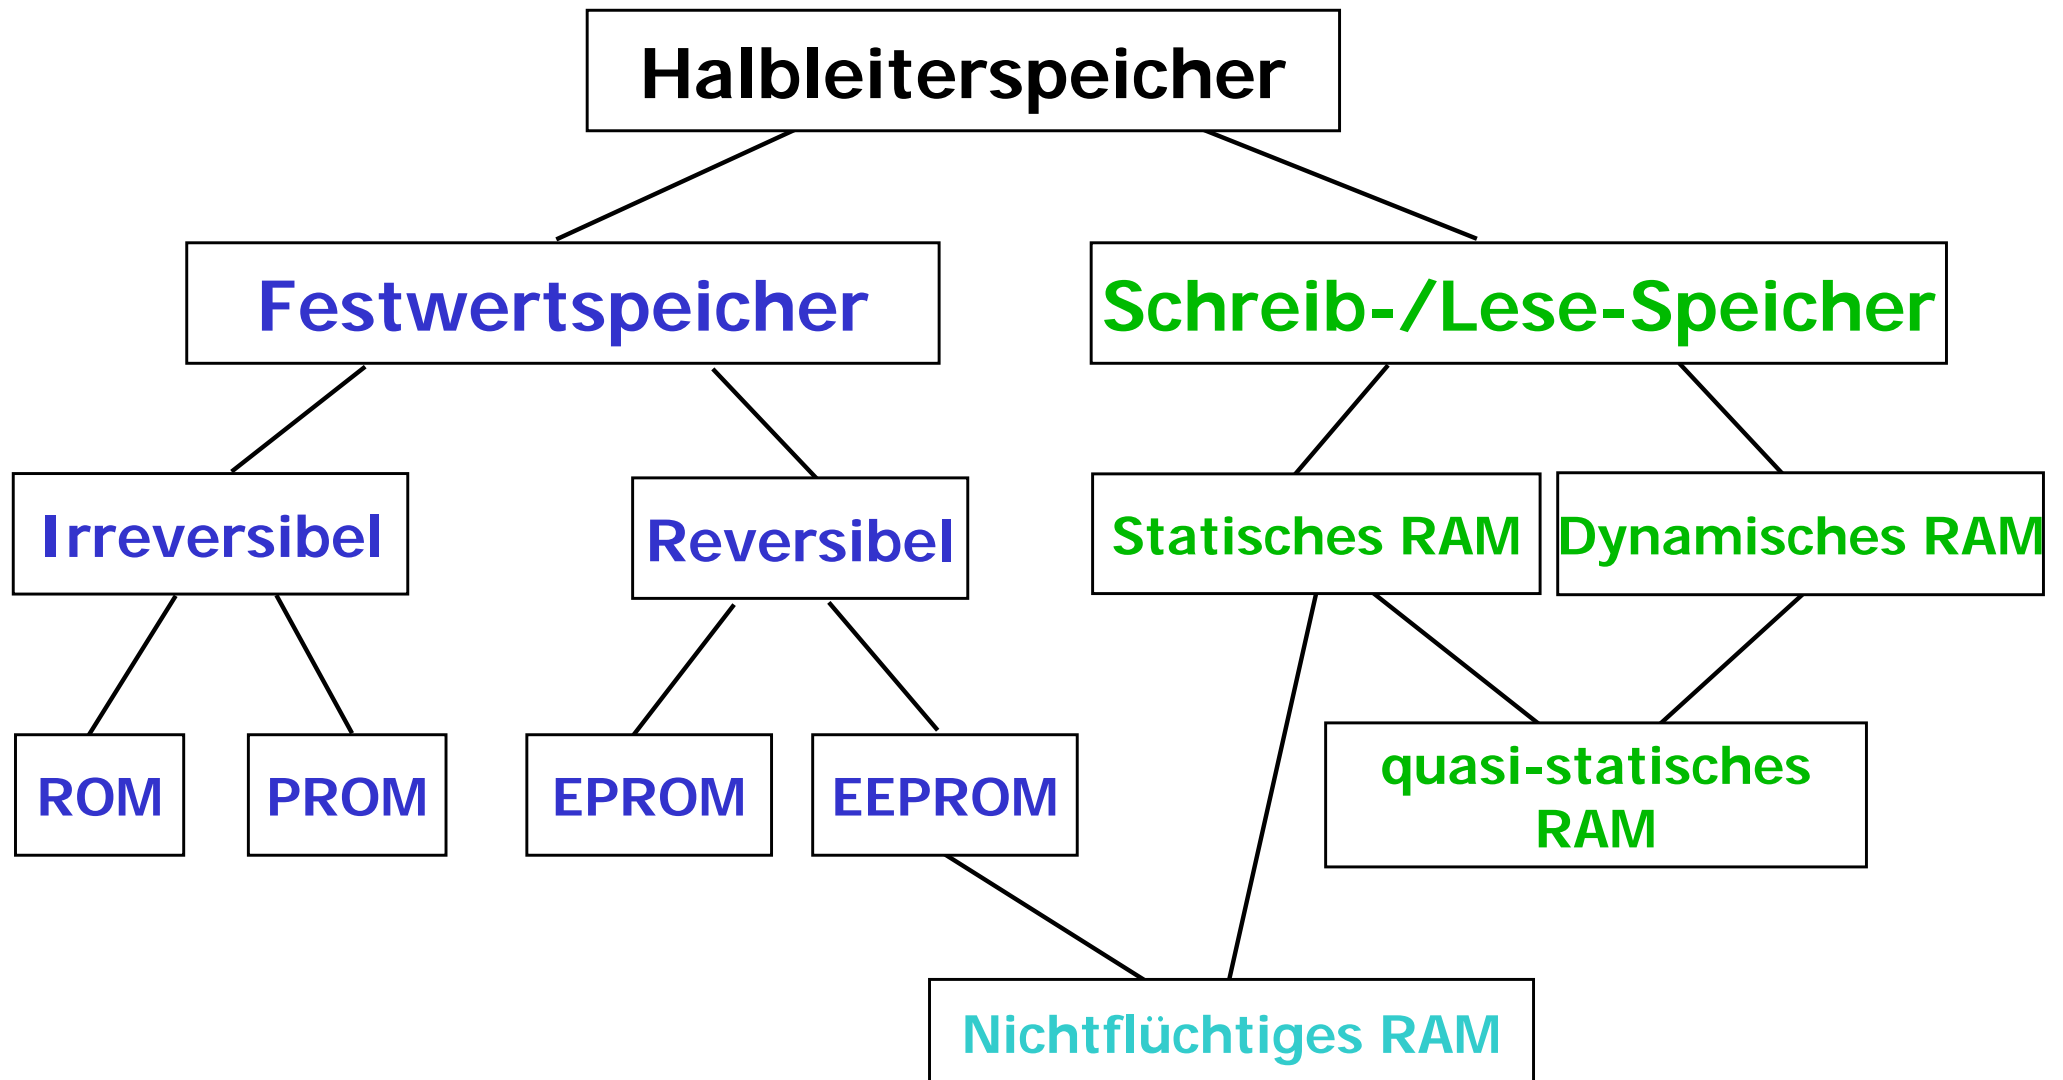 Halbleiterspeicher
Festwertspeicher
Schreib-/Lese-Speicher
Irreversibel
Reversibel
Statisches RAM
Dynamisches RAM
ROM
PROM
EPROM
EEPROM
quasi-statisches
RAM
Nichtflüchtiges RAM